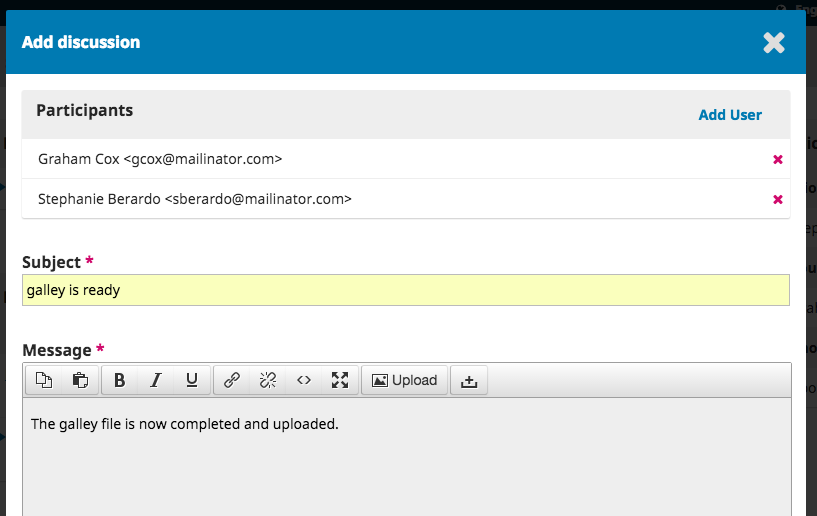 Add discussion
Participants
Add User
Graham Cox <gcox@mailinator.com>
Stephanie Berardo <sberardo@mailinator.com>
Subject *
galley is ready
Message *
B I U <> Upload
The galley file is now completed and uploaded.